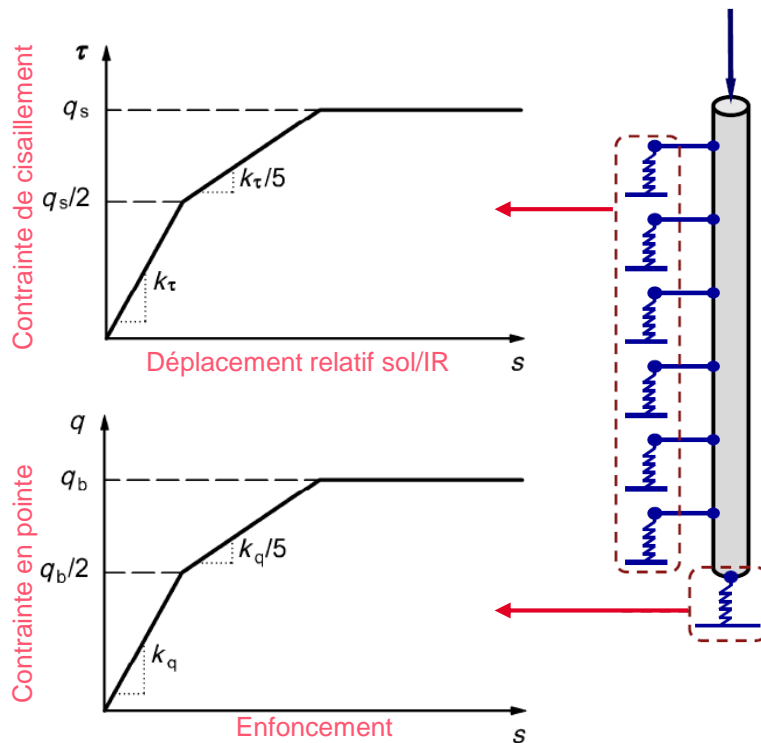 Contrainte de cisaillement
τ
qs
qs/2
kτ/5
kτ
Déplacement relatif sol/IR
s
Contrainte en pointe
q
qb
qb/2
kq/5
kq
Enfoncement
s